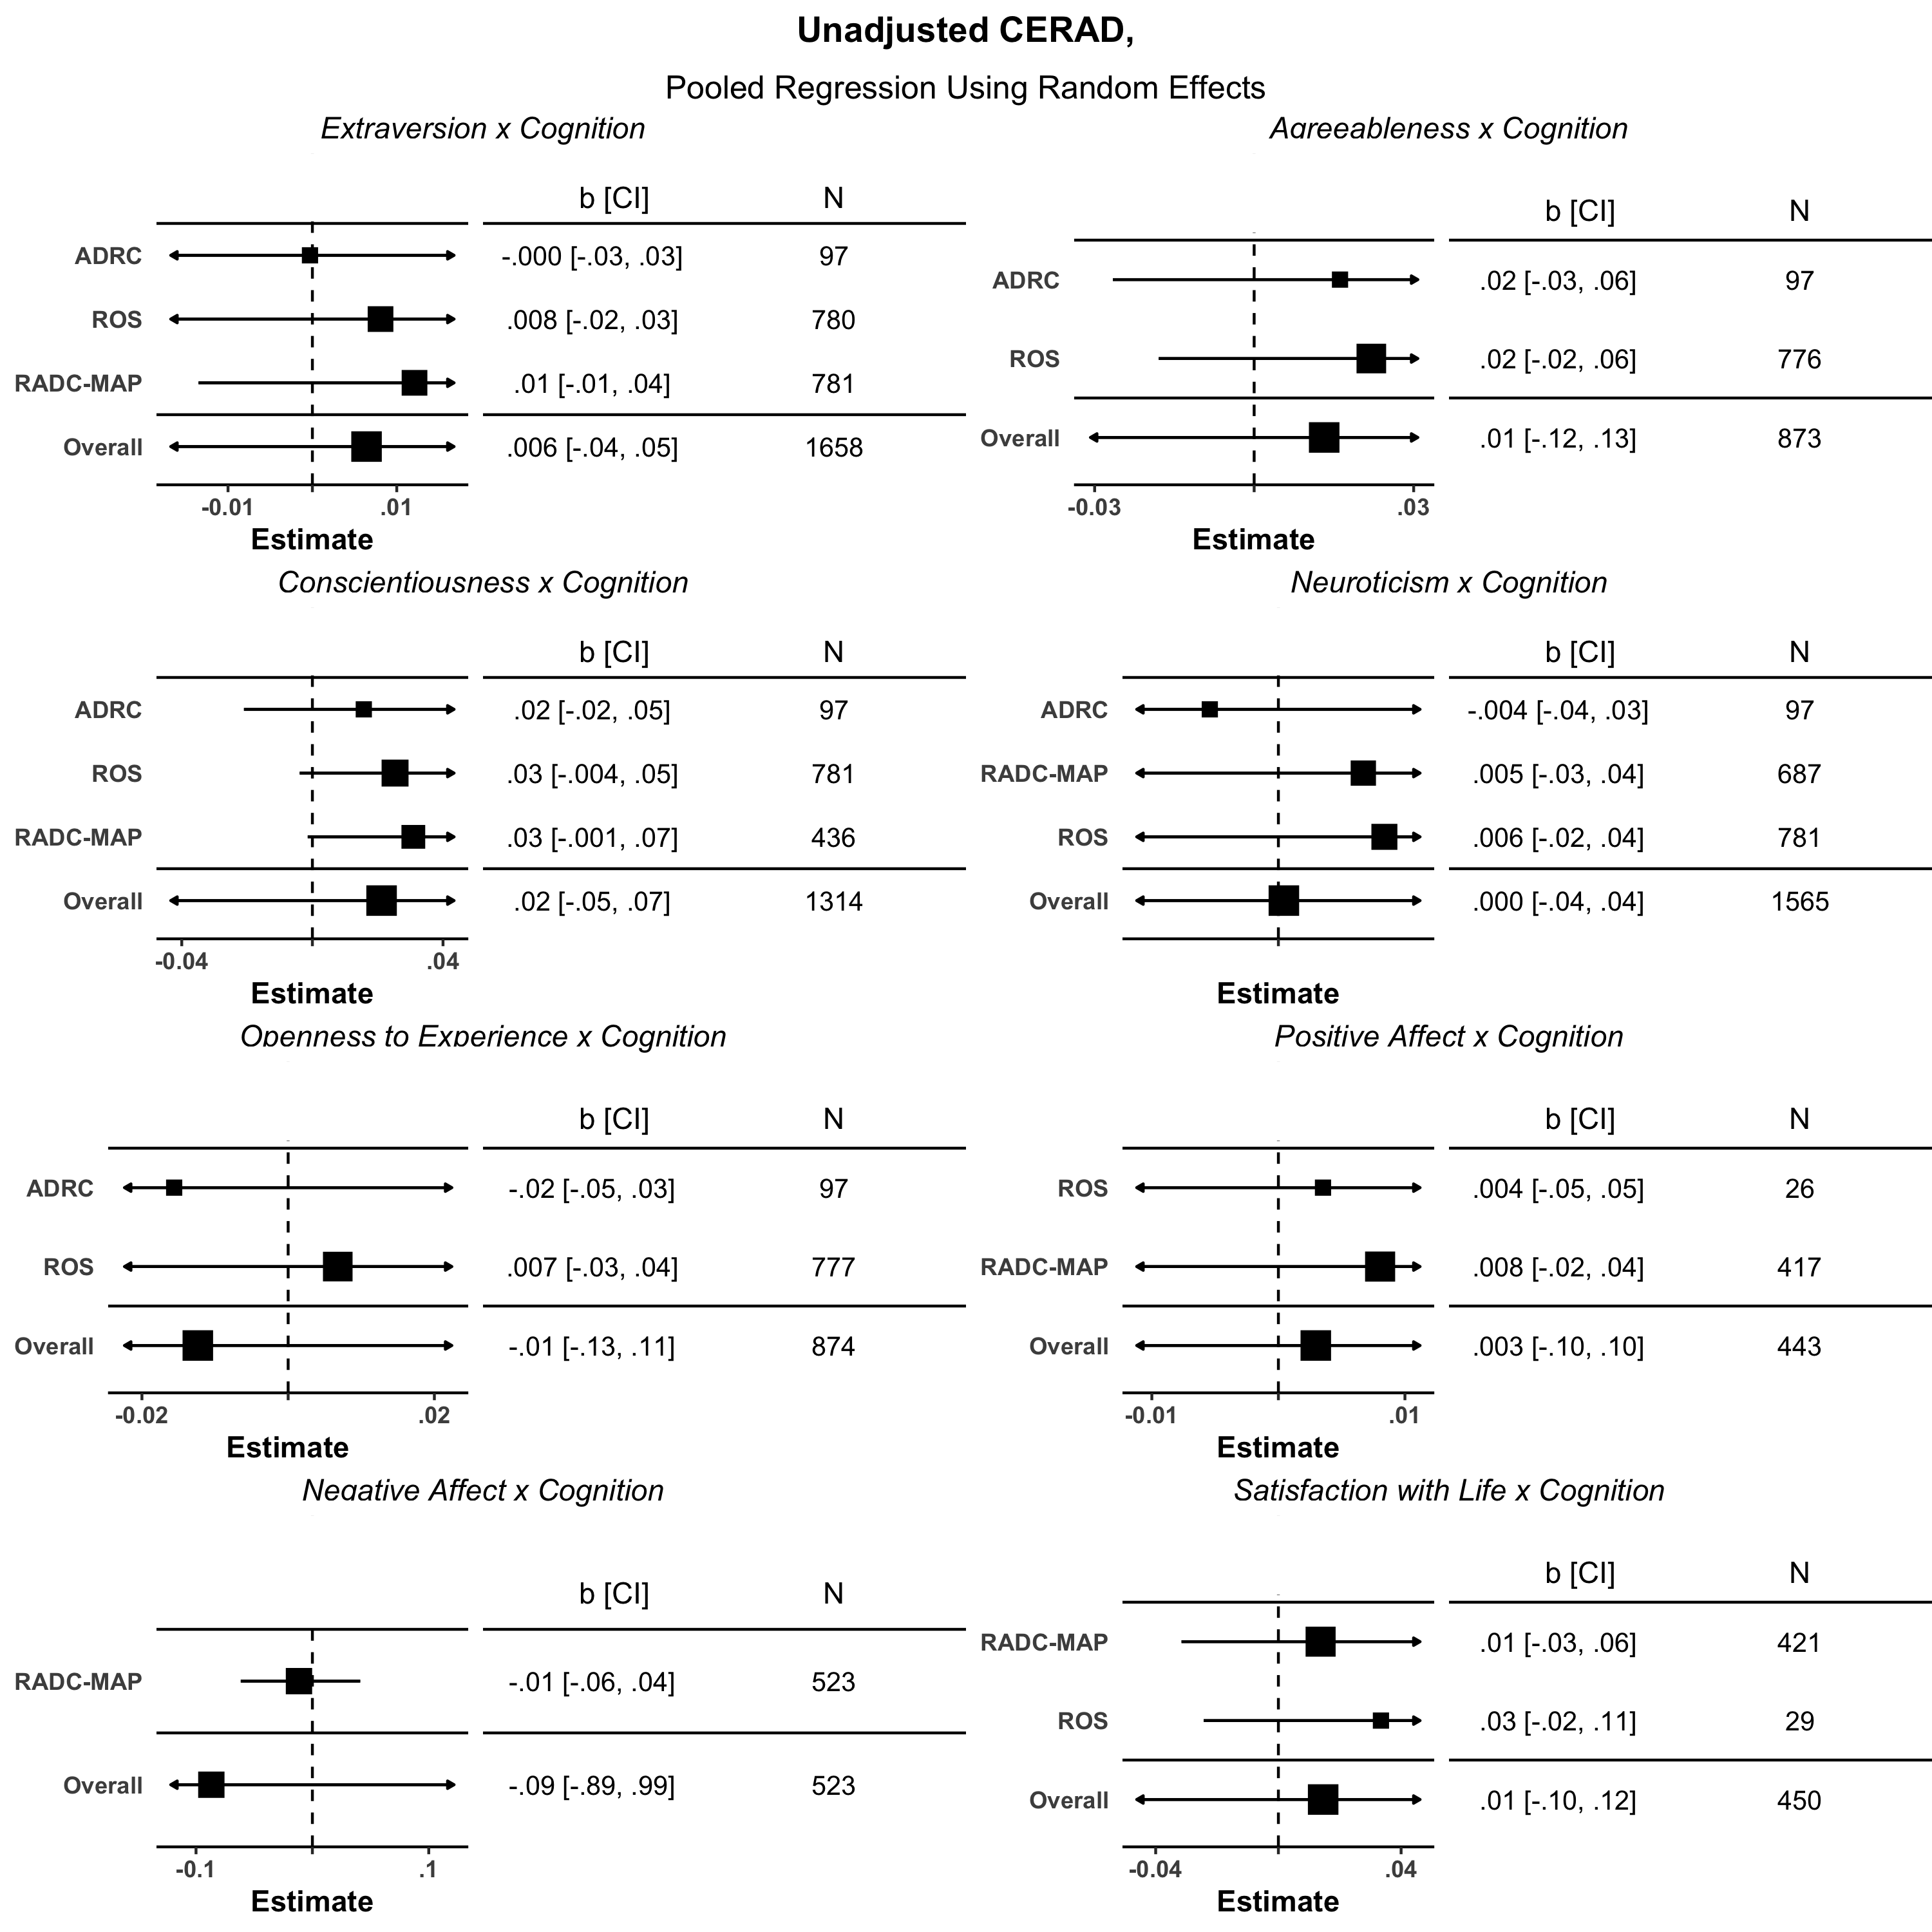 Unadjusted CERAD,
Pooled Regression Using Random Effects
Extraversion x Cognition
b [CI] N
ADRC -.000 [-.03, .03] 97
ROS .008 [-.02, .03] 780
RADC-MAP .01 [-.01, .04] 781
Overall .006 [-.04, .05] 1658
-0.01 .01
Estimate
Agreeableness x Cognition
b [CI] N
ADRC .02 [-.03, .06] 97
ROS .02 [-.02, .06] 776
Overall .01 [-.12, .13] 873
-0.03 .03
Estimate
Conscientiousness x Cognition
b [CI] N
ADRC .02 [-.02, .05] 97
ROS .03 [-.004, .05] 781
RADC-MAP .03 [-.001, .07] 436
Overall .02 [-.05, .07] 1314
-0.04 .04
Estimate
Neuroticism x Cognition
b [CI] N
ADRC -.004 [-.04, .03] 97
RADC-MAP .005 [-.03, .04] 687
ROS .006 [-.02, .04] 781
Overall .000 [-.04, .04] 1565
Estimate
Openness to Experience x Cognition
b [CI] N
ADRC -.02 [-.05, .03] 97
ROS .007 [-.03, .04] 777
Overall -.01 [-.13, .11] 874
-0.02 .02
Estimate
Positive Affect x Cognition
b [CI] N
ROS .004 [-.05, .05] 26
RADC-MAP .008 [-.02, .04] 417
Overall .003 [-.10, .10] 443
-0.01 .01
Estimate
Negative Affect x Cognition
b [CI] N
RADC-MAP -.01 [-.06, .04] 523
Overall -.09 [-.89, .99] 523
-0.1 .1
Estimate
Satisfaction with Life x Cognition
b [CI] N
RADC-MAP .01 [-.03, .06] 421
ROS .03 [-.02, .11] 29
Overall .01 [-.10, .12] 450
-0.04 .04
Estimate